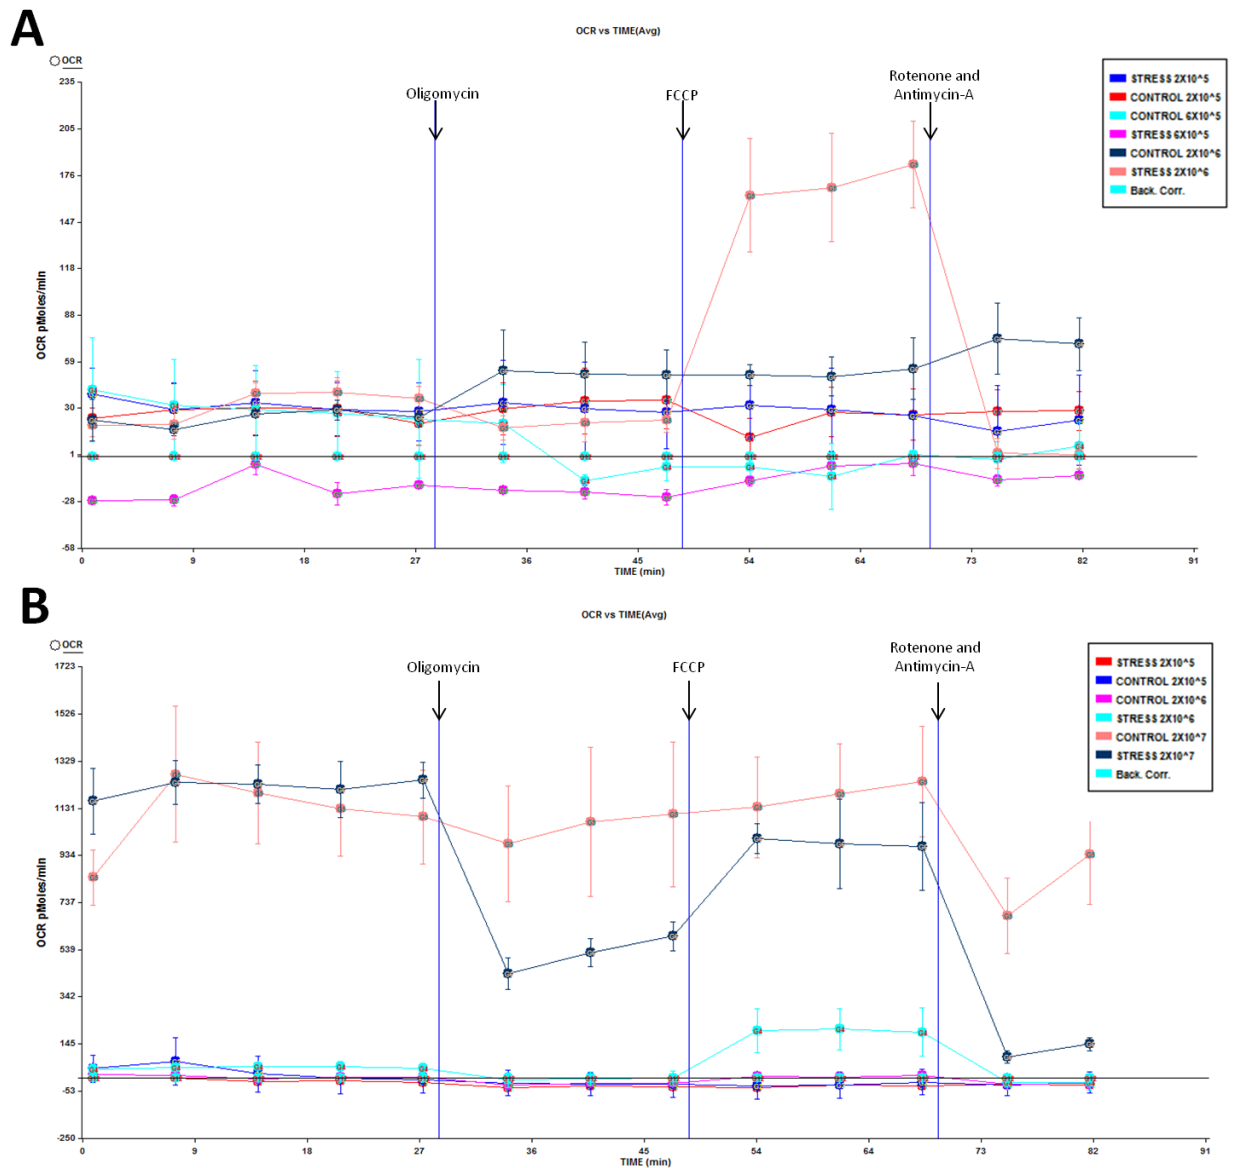 A
OCR vs TIME(Avg)
OCR
235
205
176
147
118
88
59
30
1
-28
-58
OCR pMoles/min
Oligomycin
FCCP
Rotenone and
Antimycin-A
STRESS 2X10^5
CONTROL 2X10^5
CONTROL 6X10^5
STRESS 6X10^5
CONTROL 2X10^6
STRESS 2X10^6
Back. Corr.
0 9 18 27 36 45 54 64 73 82 91
TIME (min)
B
OCR vs TIME(Avg)
OCR
1723
1526
1329
1131
934
737
539
342
145
-53
-250
OCR pMoles/min
Oligomycin
FCCP
Rotenone and
Antimycin-A
STRESS 2X10^5
CONTROL 2X10^5
CONTROL 2X10^6
STRESS 2X10^6
CONTROL 2X10^7
STRESS 2X10^7
Back. Corr.
0 9 18 27 36 45 54 64 73 82 91
TIME (min)